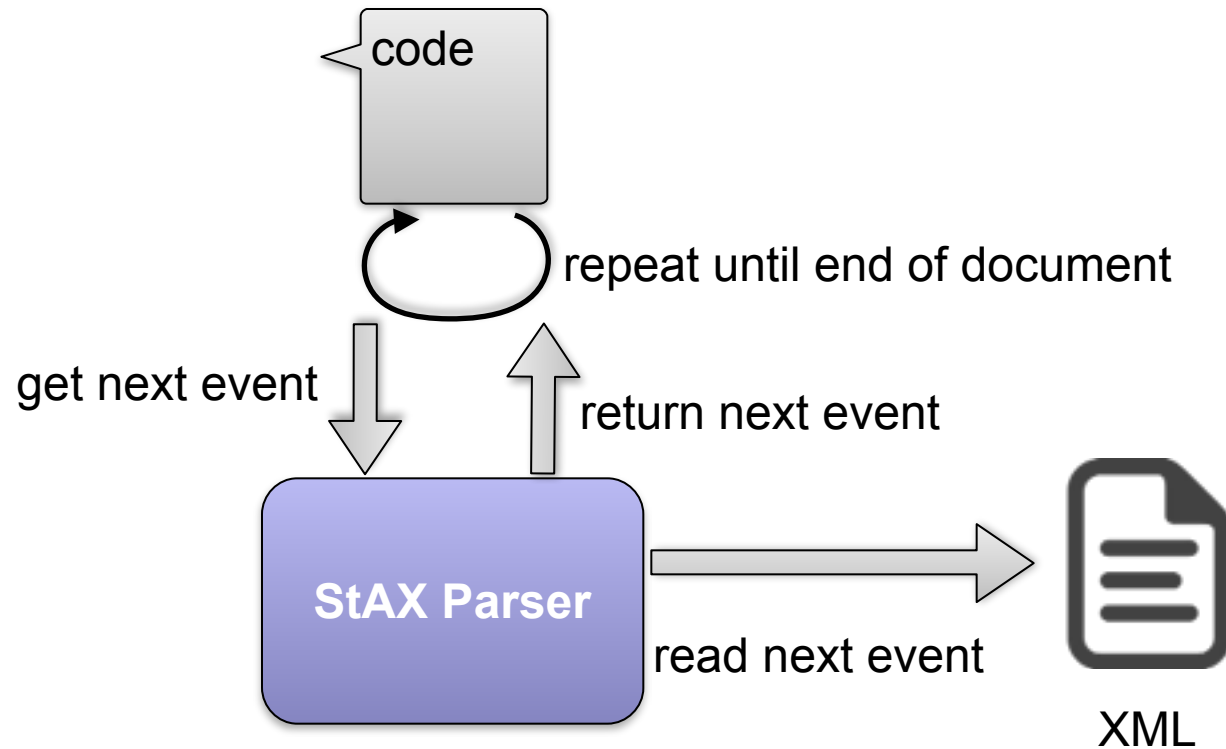 code
repeat until end of document
get next event
return next event
StAX Parser
read next event
XML